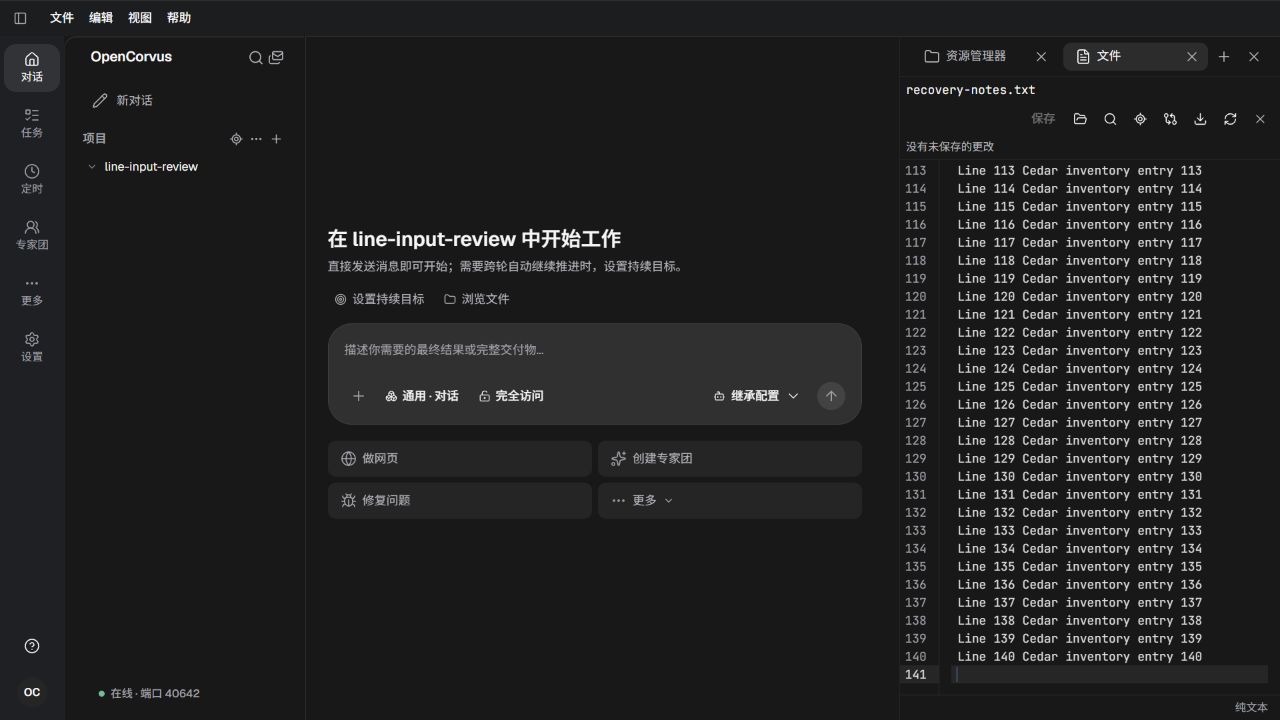 文件 编辑 视图 帮助
对话
任务
定时
专家团
更多
设置
OC
OpenCorvus
新对话
项目
line-input-review
在线 · 端口 40642
在 line-input-review 中开始工作
直接发送消息即可开始；需要跨轮自动继续推进时，设置持续目标。
设置持续目标 浏览文件
描述你需要的最终结果或完整交付物...
通用 · 对话 完全访问 继承配置
做网页 创建专家团
修复问题 更多
资源管理器 文件
recovery-notes.txt
保存
没有未保存的更改
113 Line 113 Cedar inventory entry 113
114 Line 114 Cedar inventory entry 114
115 Line 115 Cedar inventory entry 115
116 Line 116 Cedar inventory entry 116
117 Line 117 Cedar inventory entry 117
118 Line 118 Cedar inventory entry 118
119 Line 119 Cedar inventory entry 119
120 Line 120 Cedar inventory entry 120
121 Line 121 Cedar inventory entry 121
122 Line 122 Cedar inventory entry 122
123 Line 123 Cedar inventory entry 123
124 Line 124 Cedar inventory entry 124
125 Line 125 Cedar inventory entry 125
126 Line 126 Cedar inventory entry 126
127 Line 127 Cedar inventory entry 127
128 Line 128 Cedar inventory entry 128
129 Line 129 Cedar inventory entry 129
130 Line 130 Cedar inventory entry 130
131 Line 131 Cedar inventory entry 131
132 Line 132 Cedar inventory entry 132
133 Line 133 Cedar inventory entry 133
134 Line 134 Cedar inventory entry 134
135 Line 135 Cedar inventory entry 135
136 Line 136 Cedar inventory entry 136
137 Line 137 Cedar inventory entry 137
138 Line 138 Cedar inventory entry 138
139 Line 139 Cedar inventory entry 139
140 Line 140 Cedar inventory entry 140
141
纯文本